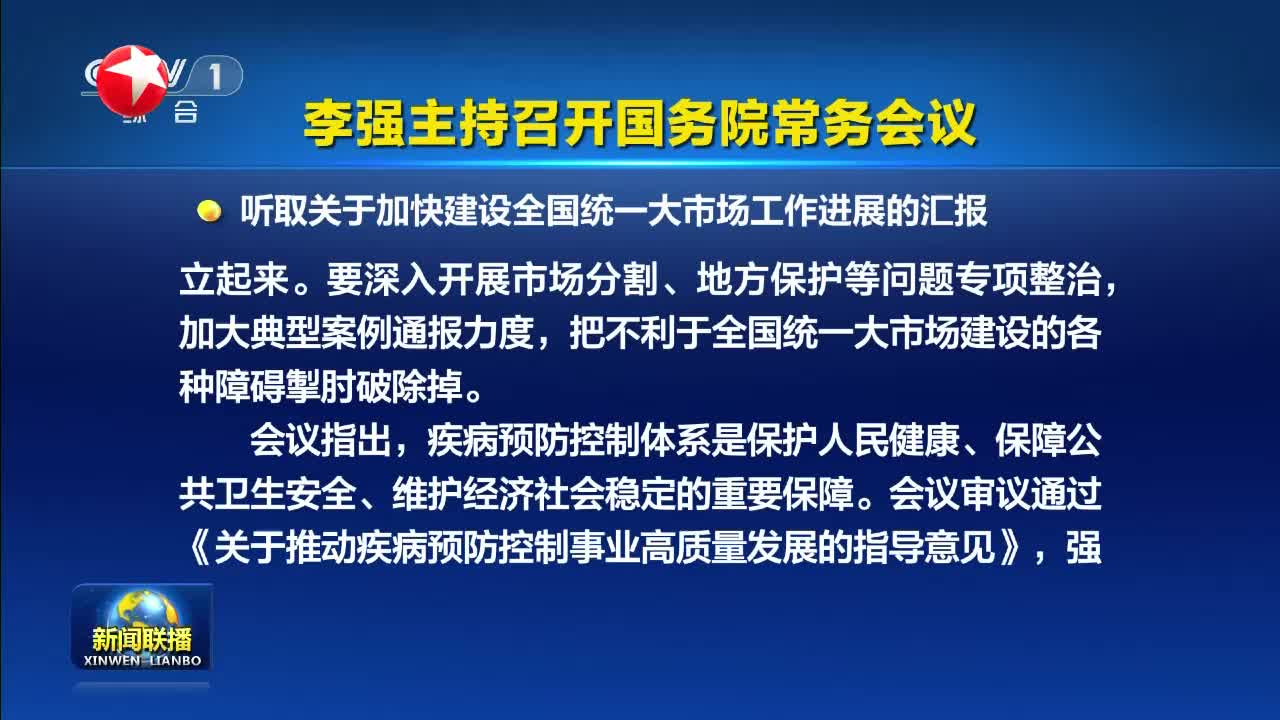 1
综 合
李强主持召开国务院常务会议
听取关于加快建设全国统一大市场工作进展的汇报
立起来。要深入开展市场分割、地方保护等问题专项整治，
加大典型案例通报力度，把不利于全国统一大市场建设的各
种障碍掣肘破除掉。
会议指出，疾病预防控制体系是保护人民健康、保障公
共卫生安全、维护经济社会稳定的重要保障。会议审议通过
《关于推动疾病预防控制事业高质量发展的指导意见》，强
新闻联播
XINWEN LIANBO